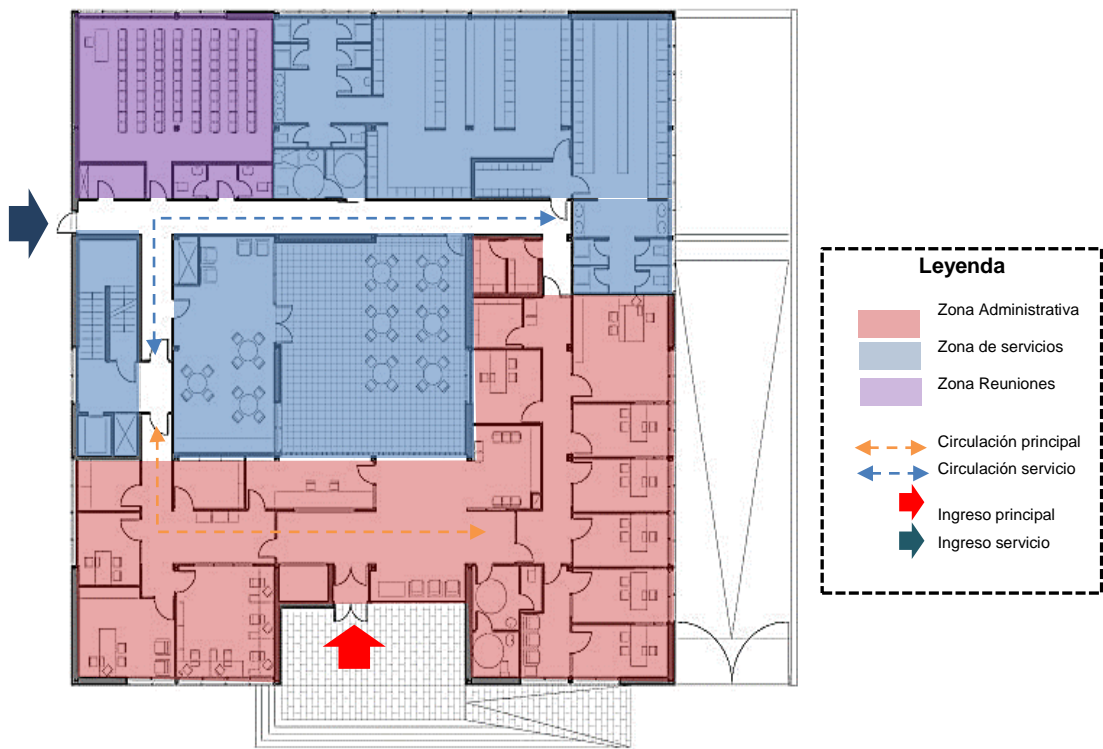 Leyenda
Zona Administrativa
Zona de servicios
Zona Reuniones
Circulación principal
Circulación servicio
Ingreso principal
Ingreso servicio